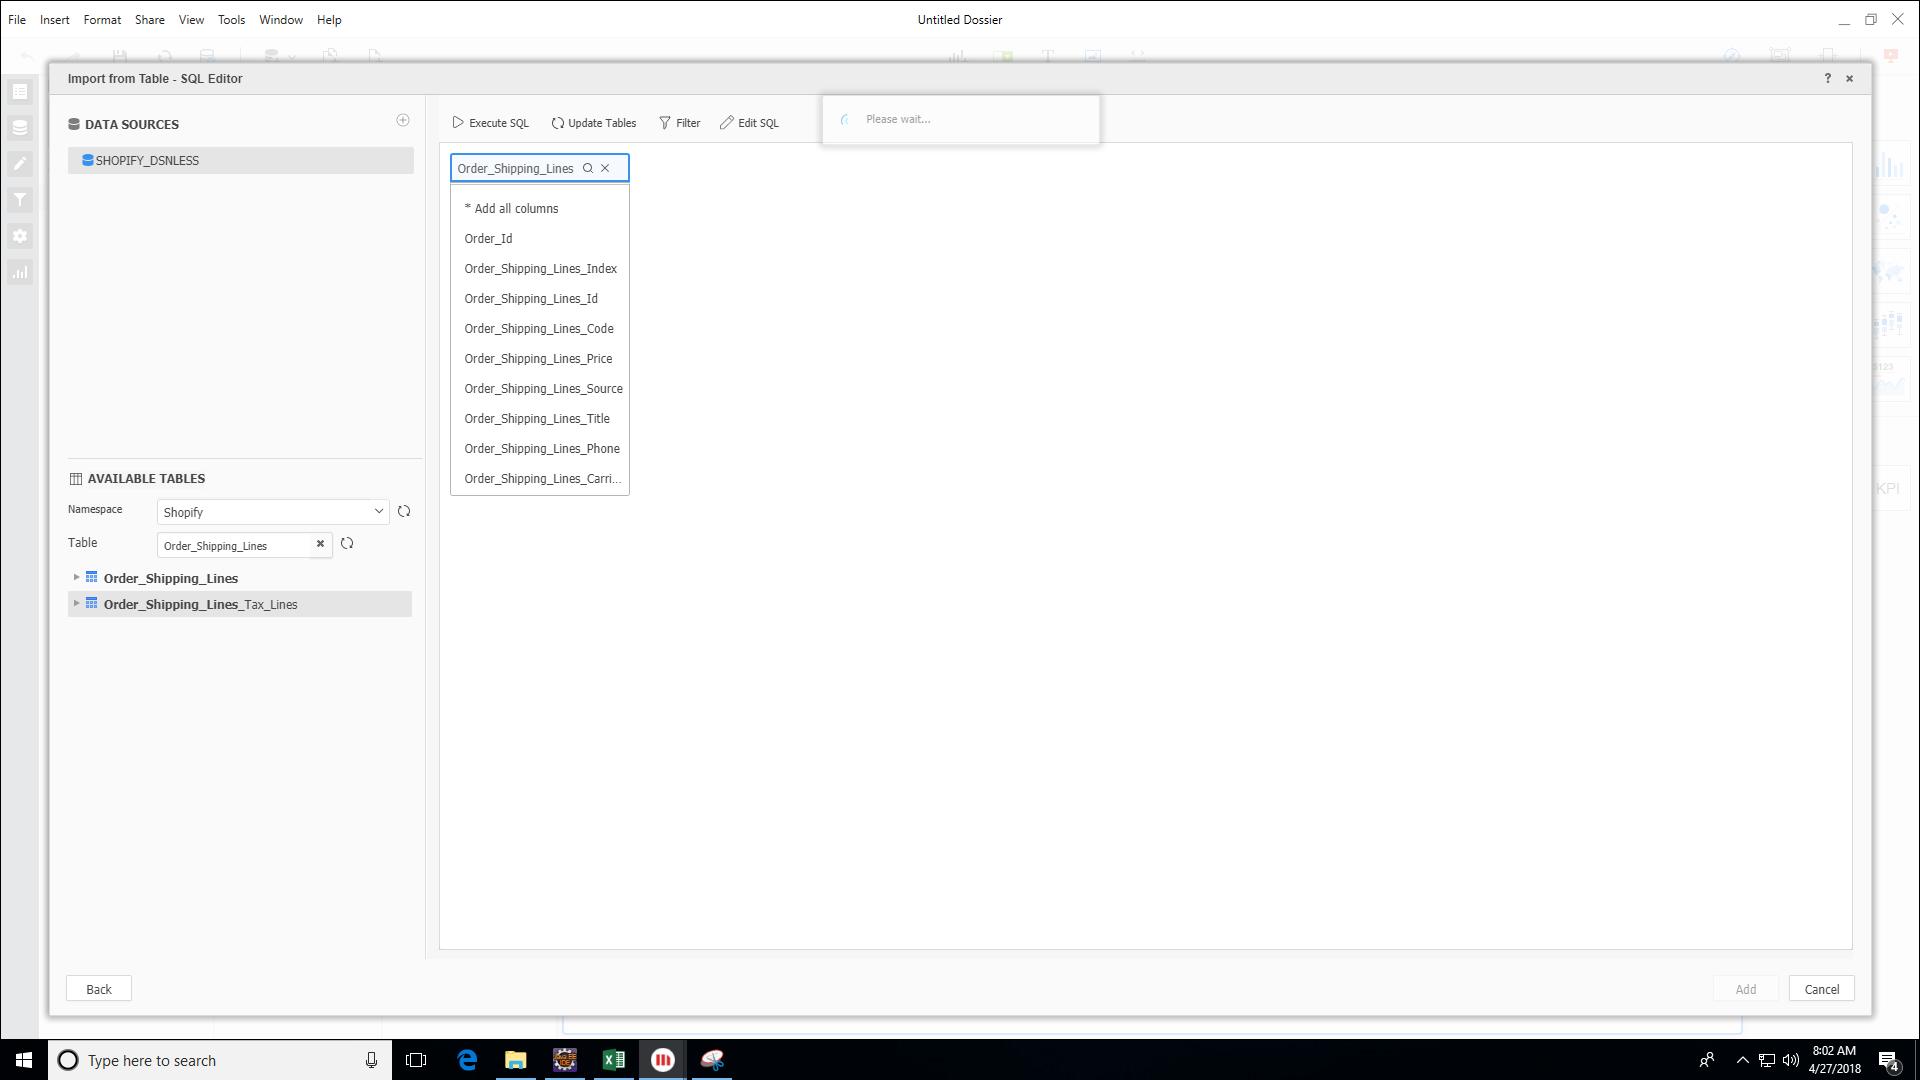 File Insert Format Share View Tools Window Help
Untitled Dossier
Import from Table - SQL Editor
?
DATA SOURCES
SHOPIFY_DSNLESS
Execute SQL Update Tables Filter Edit SQL
Please wait...
Order_Shipping_Lines
* Add all columns
Order_Id
Order_Shipping_Lines_Index
Order_Shipping_Lines_Id
Order_Shipping_Lines_Code
Order_Shipping_Lines_Price
Order_Shipping_Lines_Source
Order_Shipping_Lines_Title
Order_Shipping_Lines_Phone
Order_Shipping_Lines_Carri...
AVAILABLE TABLES
Namespace Shopify
Table Order_Shipping_Lines
Order_Shipping_Lines
Order_Shipping_Lines_Tax_Lines
KPI
Back
Add Cancel
Type here to search
8:02 AM
4/27/2018
4